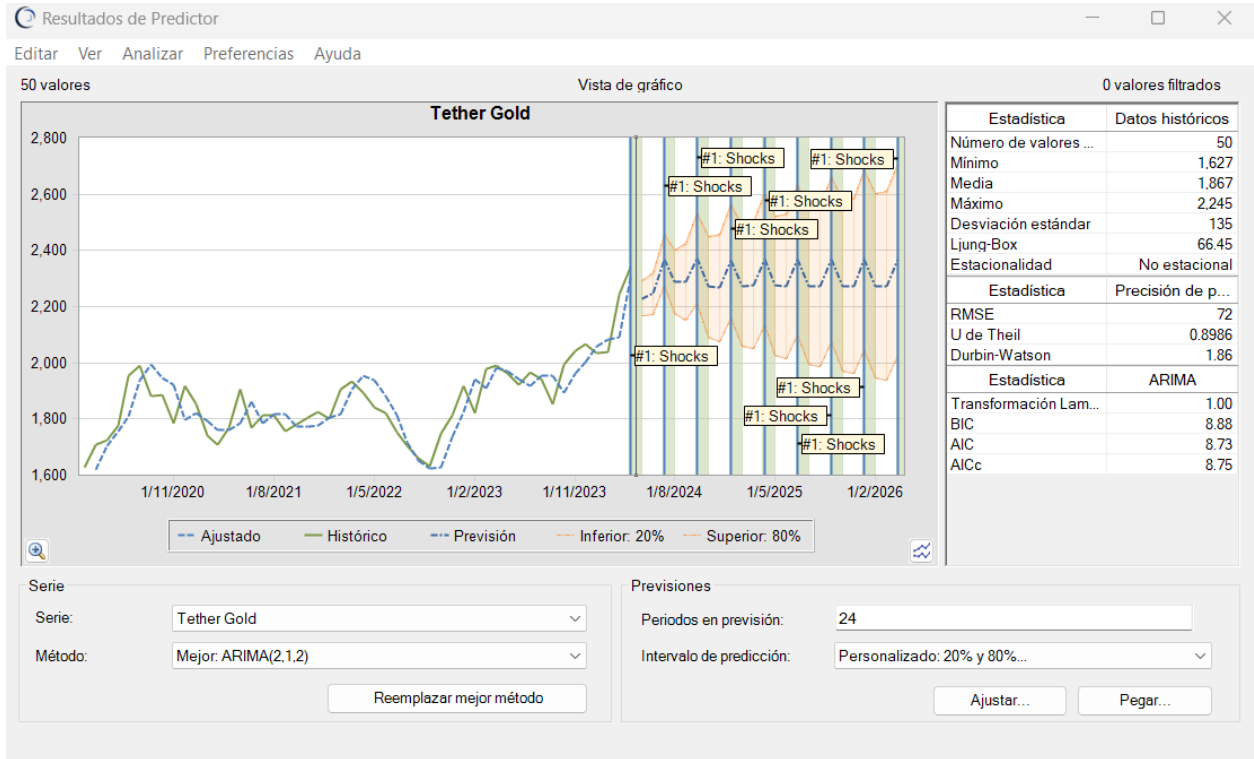 Resultados de Predictor
Editar Ver Analizar Preferencias Ayuda
50 valores Vista de gráfico 0 valores filtrados
Tether Gold
2,800
2,600
2,400
2,200
2,000
1,800
1,600
#1: Shocks
#1: Shocks
#1: Shocks
#1: Shocks
#1: Shocks
#1: Shocks
#1: Shocks
#1: Shocks
#1: Shocks
1/11/2020 1/8/2021 1/5/2022 1/2/2023 1/11/2023 1/8/2024 1/5/2025 1/2/2026
Ajustado Histórico Previsión Inferior: 20% Superior: 80%
Estadística Datos históricos
Número de valores ... 50
Mínimo 1,627
Media 1,867
Máximo 2,245
Desviación estándar 135
Ljung-Box 66.45
Estacionalidad No estacional
Estadística Precisión de p...
RMSE 72
U de Theil 0.8986
Durbin-Watson 1.86
Estadística ARIMA
Transformación Lam... 1.00
BIC 8.88
AIC 8.73
AICc 8.75
Serie
Serie: Tether Gold
Método: Mejor: ARIMA(2,1,2)
Reemplazar mejor método
Previsiones
Periodos en previsión: 24
Intervalo de predicción: Personalizado: 20% y 80%...
Ajustar... Pegar...